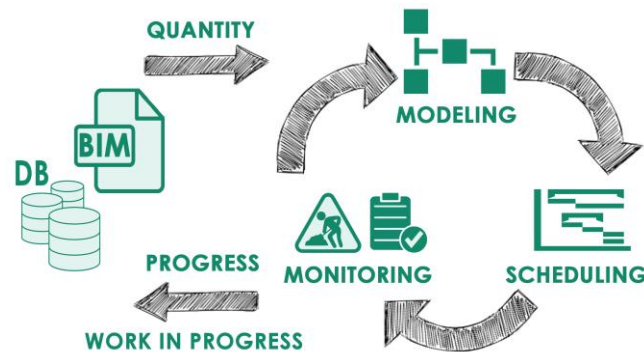 QUANTITY
MODELING
BIM
DB
MONITORING
SCHEDULING
PROGRESS
WORK IN PROGRESS